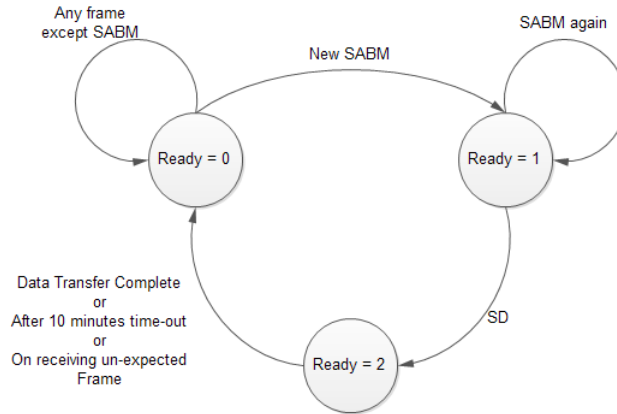 Any frame
except SABM
New SABM
SABM again
Ready = 0
Ready = 1
Data Transfer Complete
or
After 10 minutes time-out
or
On receiving un-expected
Frame
SD
Ready = 2